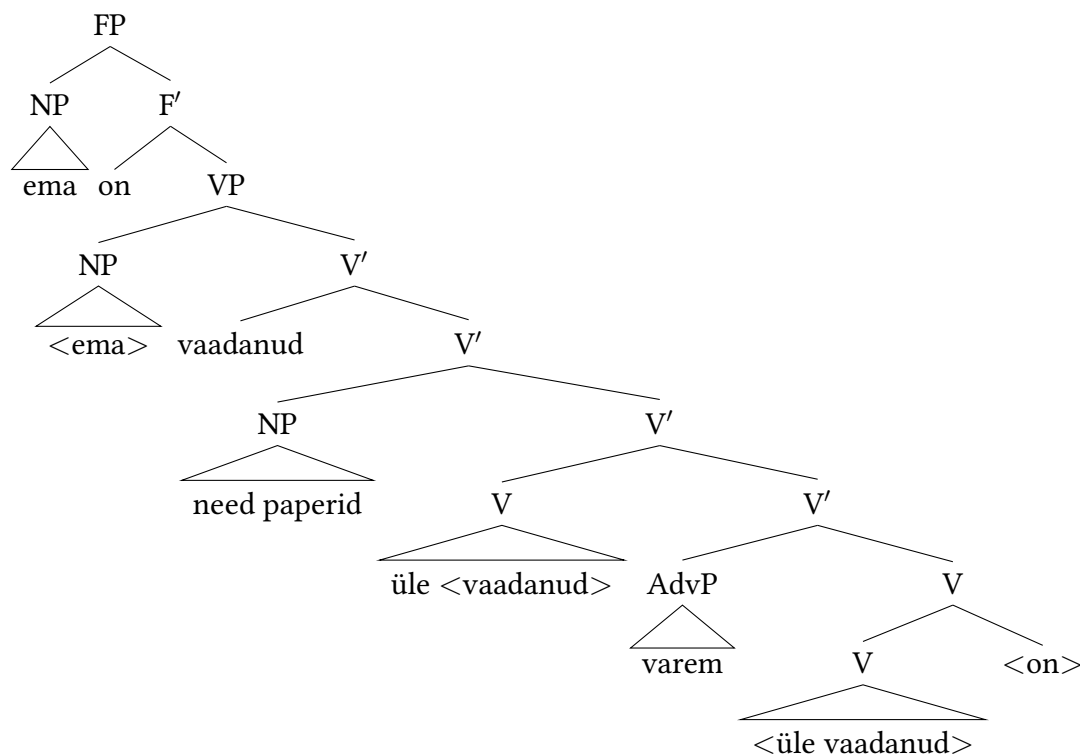 FP
NP F′
ema on VP
NP V′
<ema> vaadanud V′
NP V′
need paperid V V′
üle <vaadanud> AdvP V
varem V <on>
<üle vaadanud>